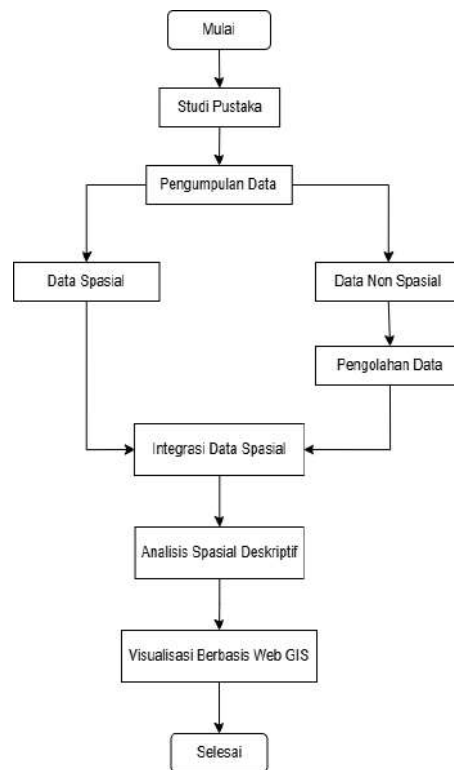 Mulai
Studi Pustaka
Pengumpulan Data
Data Spasial
Data Non Spasial
Pengolahan Data
Integrasi Data Spasial
Analisis Spasial Deskriptif
Visualisasi Berbasis Web GIS
Selesai